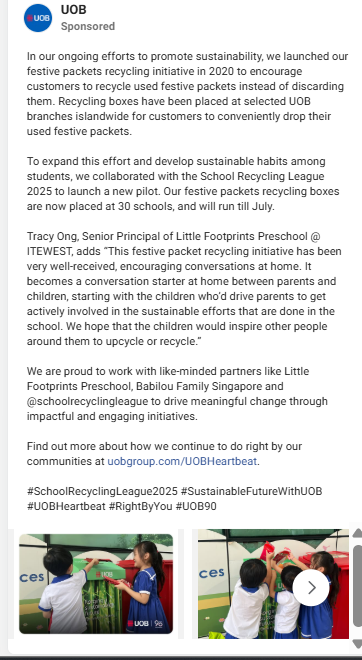 UOB
UOB
Sponsored
In our ongoing efforts to promote sustainability, we launched our
festive packets recycling initiative in 2020 to encourage
customers to recycle used festive packets instead of discarding
them. Recycling boxes have been placed at selected UOB
branches islandwide for customers to conveniently drop their
used festive packets.
To expand this effort and develop sustainable habits among
students, we collaborated with the School Recycling League
2025 to launch a new pilot. Our festive packets recycling boxes
are now placed at 30 schools, and will run till July.
Tracy Ong, Senior Principal of Little Footprints Preschool @
ITEWEST, adds “This festive packet recycling initiative has been
very well-received, encouraging conversations at home. It
becomes a conversation starter at home between parents and
children, starting with the children who’d drive parents to get
actively involved in the sustainable efforts that are done in the
school. We hope that the children would inspire other people
around them to upcycle or recycle.”
We are proud to work with like-minded partners like Little
Footprints Preschool, Babilou Family Singapore and
@schoolrecyclingleague to drive meaningful change through
impactful and engaging initiatives.
Find out more about how we continue to do right by our
communities at uobgroup.com/UOBHeartbeat.
#SchoolRecyclingLeague2025 #SustainableFutureWithUOB
#UOBHeartbeat #RightByYou #UOB90
ces
UOB
UOB
ces